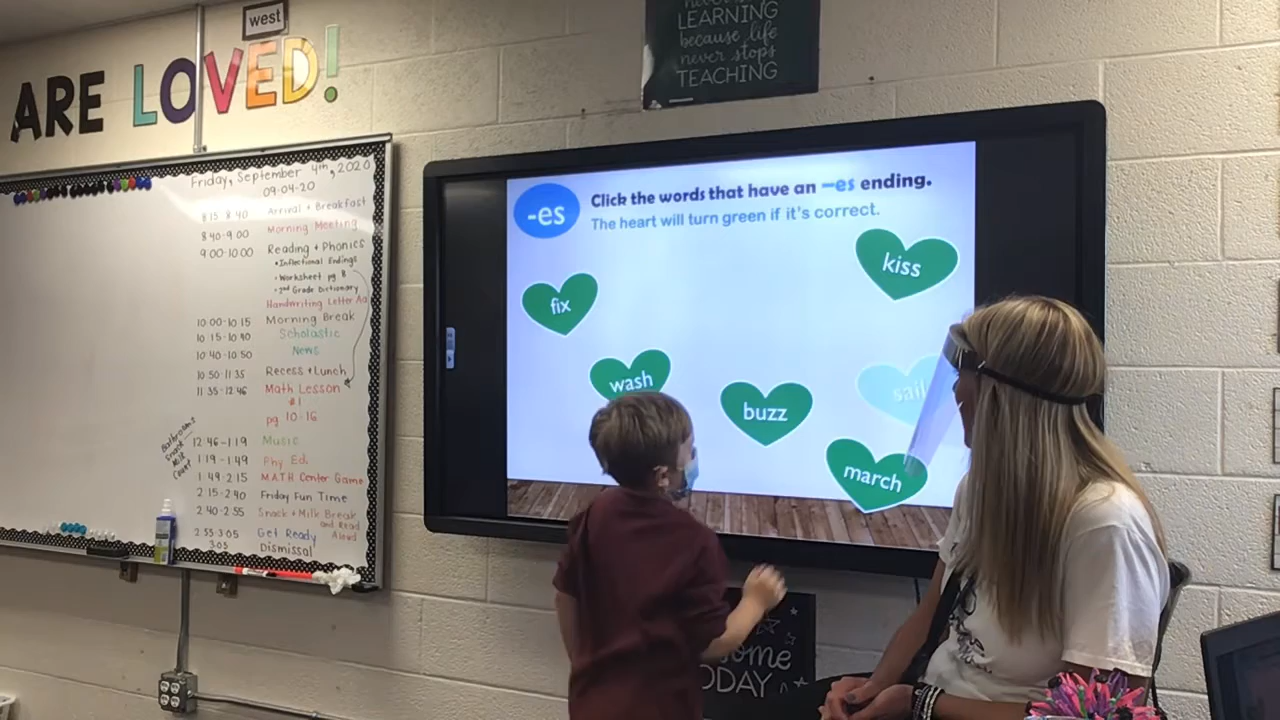 west
ARE LOVED!
LEARNING
because life
never stops
TEACHING
Friday, September 4th, 2020
09-04-20
8:15-8:40 Arrival + Breakfast
8:40-9:00 Morning Meeting
9:00-10:00 Reading + Phonics
• Inflectional Endings
• Worksheet pg 8
• 2nd Grade Dictionary
Handwriting Letter Aa
10:00-10:15 Morning Break
10:15-10:40 Scholastic
10:40-10:50 News
10:50-11:35 Recess + Lunch
11:35-12:46 Math Lesson
#1
pg 10-16
Bathrooms
Snack
Milk
Count
12:46-1:19 Music
1:19-1:49 Phy. Ed.
1:49-2:15 MATH Center Game
2:15-2:40 Friday Fun Time
2:40-2:55 Snack + Milk Break
and Read
Aloud
2:55-3:05 Get Ready
3:05 Dismissal
-es
Click the words that have an -es ending.
The heart will turn green if it's correct.
kiss
fix
wash
buzz
sail
march
TODAY